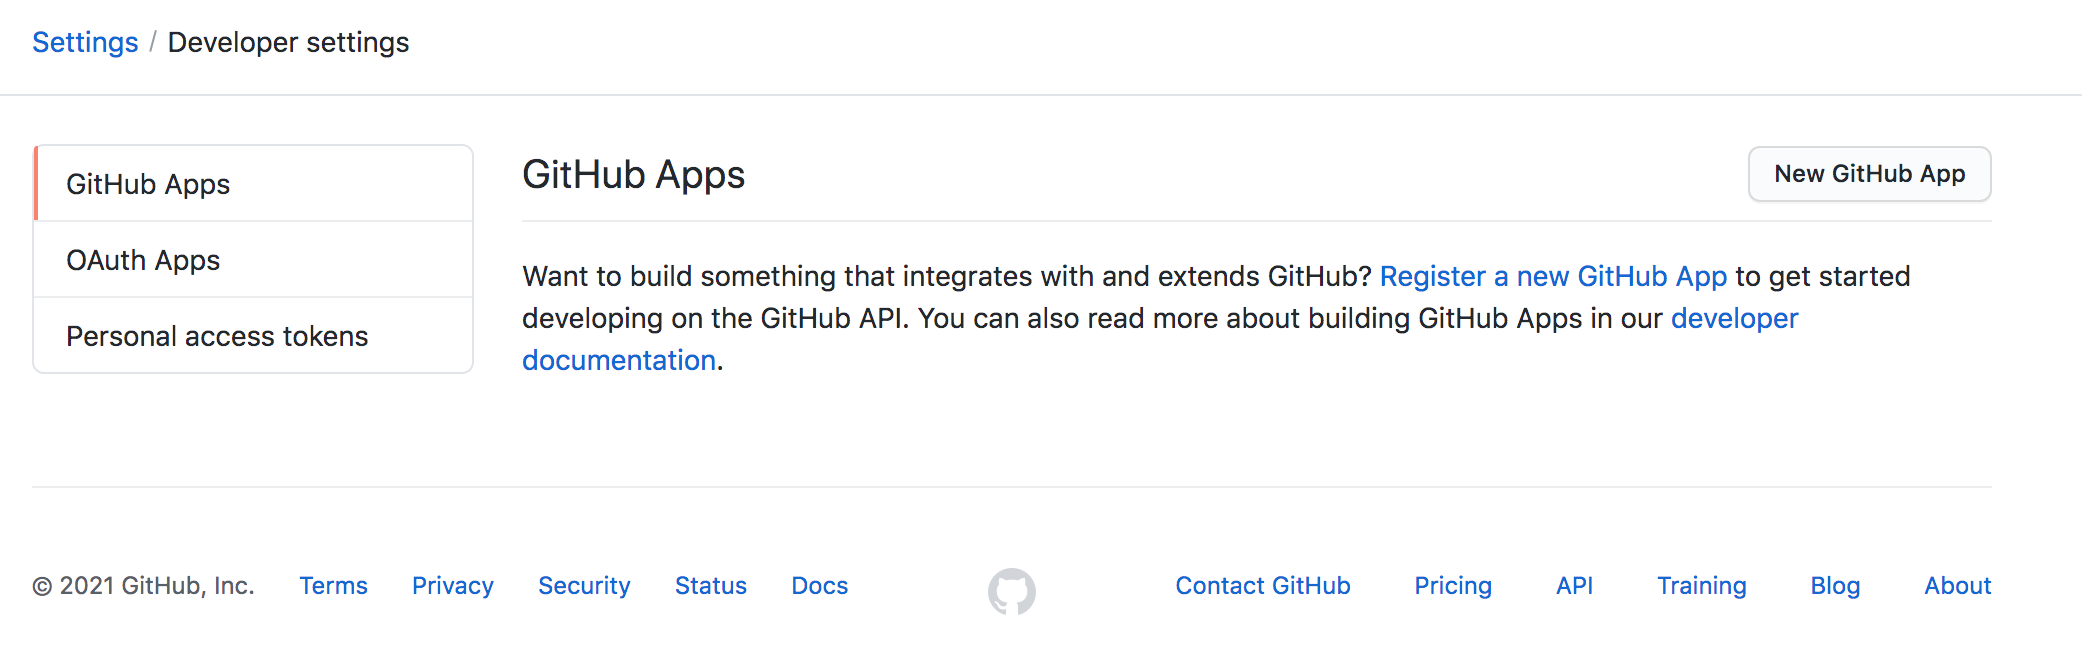 Settings / Developer settings
GitHub Apps
OAuth Apps
Personal access tokens
GitHub Apps
New GitHub App
Want to build something that integrates with and extends GitHub? Register a new GitHub App to get started
developing on the GitHub API. You can also read more about building GitHub Apps in our developer
documentation.
© 2021 GitHub, Inc. Terms Privacy Security Status Docs Contact GitHub Pricing API Training Blog About